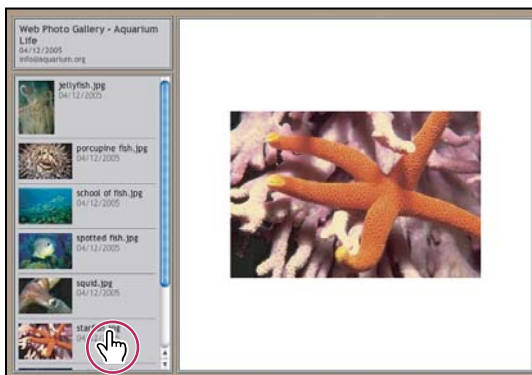 Web Photo Gallery - Aquarium
Life
04/12/2005
info@aquarium.org
jellyfish.jpg
04/12/2005
porcupine fish.jpg
04/12/2005
school of fish.jpg
04/12/2005
spotted fish.jpg
04/12/2005
squid.jpg
04/12/2005